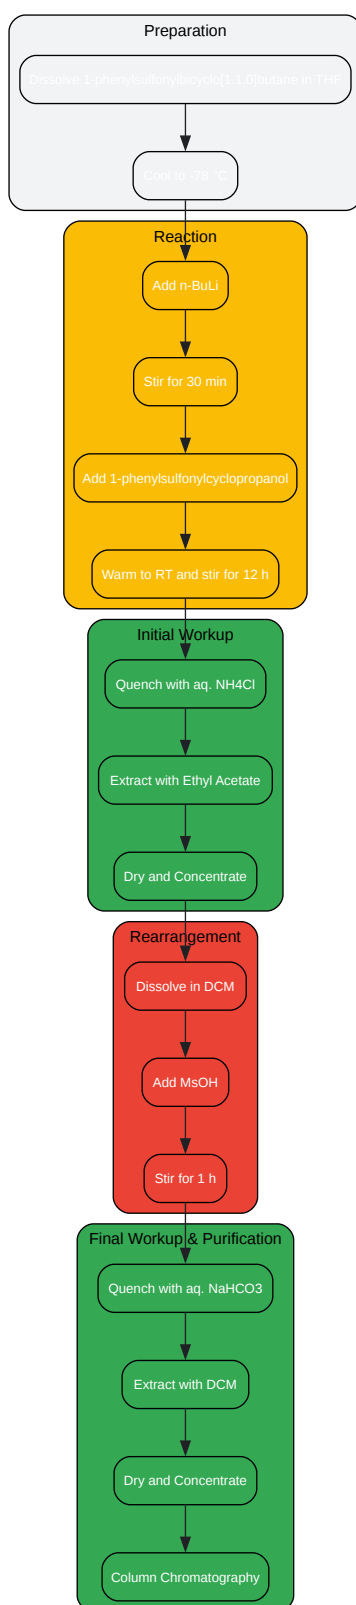 Preparation
Dissolve 1-phenylsulfonylbicyclo[1.1.0]butane in THF
Cool to -78 °C
Reaction
Add n-BuLi
Stir for 30 min
Add 1-phenylsulfonylcyclopropanol
Warm to RT and stir for 12 h
Initial Workup
Quench with aq. NH4Cl
Extract with Ethyl Acetate
Dry and Concentrate
Rearrangement
Dissolve in DCM
Add MsOH
Stir for 1 h
Final Workup & Purification
Quench with aq. NaHCO3
Extract with DCM
Dry and Concentrate
Column Chromatography